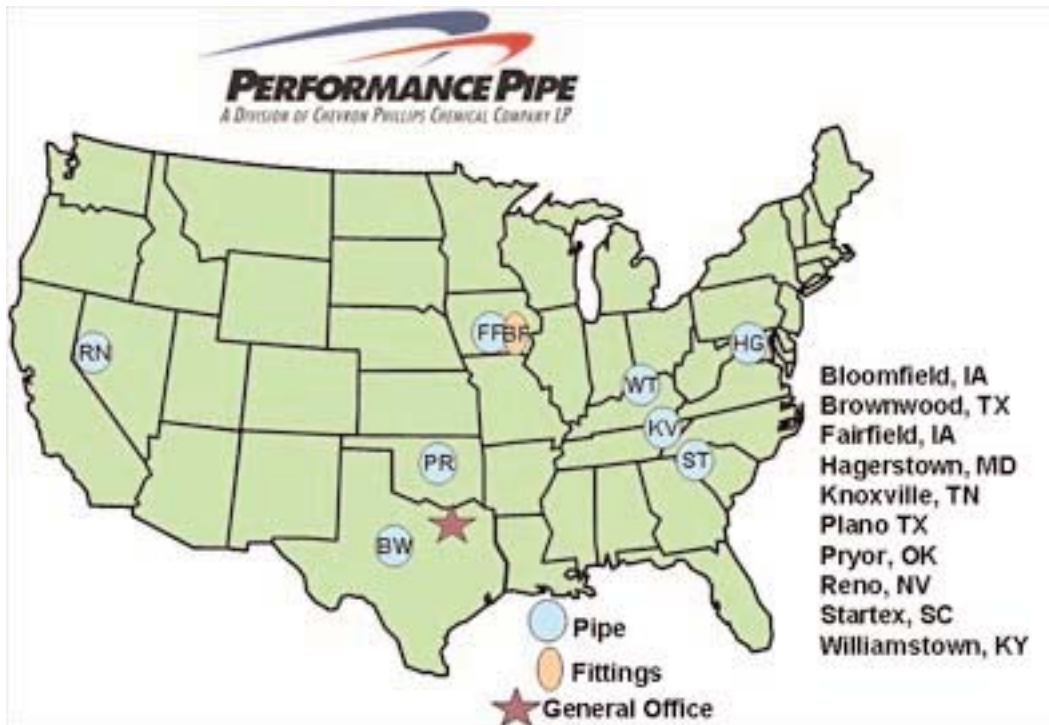 PERFORMANCE PIPE
A DIVISION OF CHEVRON PHILLIPS CHEMICAL COMPANY LP
RN
FF
BF
HG
WT
KV
PR
ST
BW
Bloomfield, IA
Brownwood, TX
Fairfield, IA
Hagerstown, MD
Knoxville, TN
Plano TX
Pryor, OK
Reno, NV
Startex, SC
Williamstown, KY
Pipe
Fittings
General Office